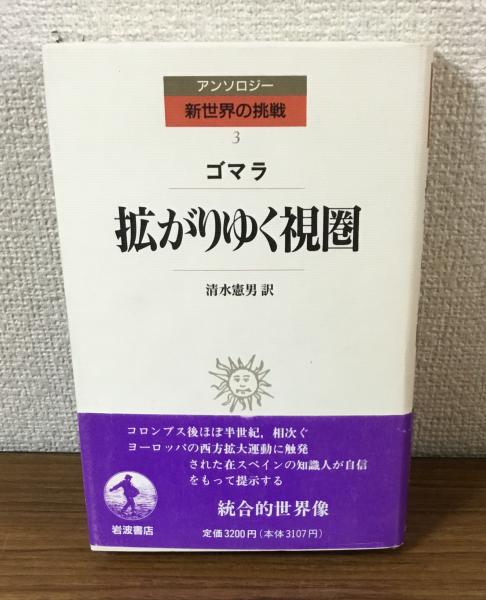 アンソロジー
新世界の挑戦
3
ゴマラ
拡がりゆく視圏
清水憲男 訳
コロンブス後ほぼ半世紀，相次ぐ
ヨーロッパの西方拡大運動に触発
された在スペインの知識人が自信
をもって提示する
統合的世界像
岩波書店
定価3200円（本体3107円）